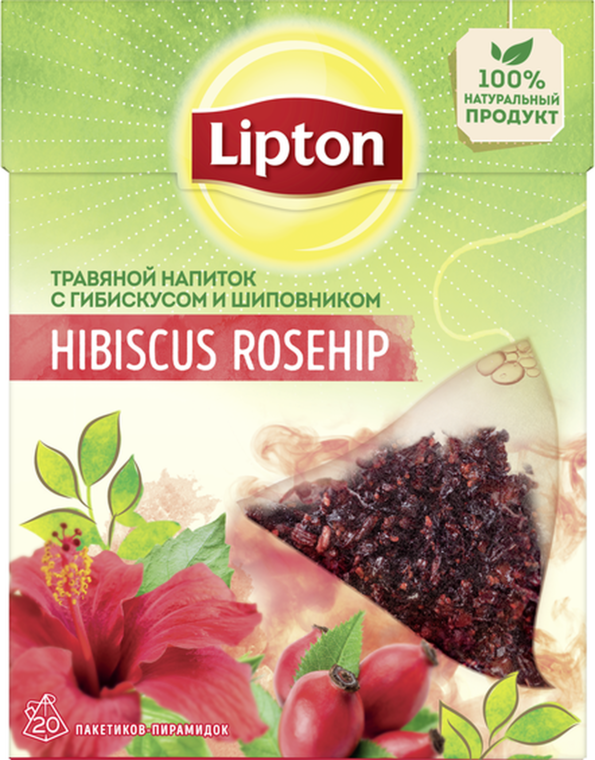 Lipton
100%
НАТУРАЛЬНЫЙ
ПРОДУКТ
ТРАВЯНОЙ НАПИТОК
С ГИБИСКУСОМ И ШИПОВНИКОМ
HIBISCUS ROSEHIP
20 ПАКЕТИКОВ-ПИРАМИДОК